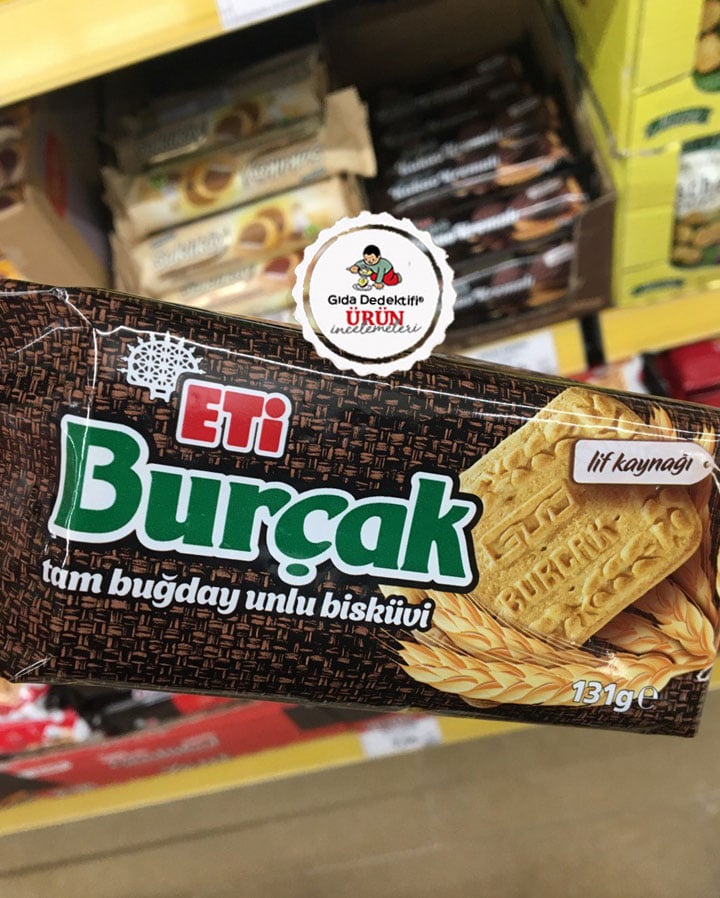 Gıda Dedektifi®
ÜRÜN
incelemeleri
ETi
Burçak
tam buğday unlu bisküvi
lif kaynağı
BURÇAK
131g e